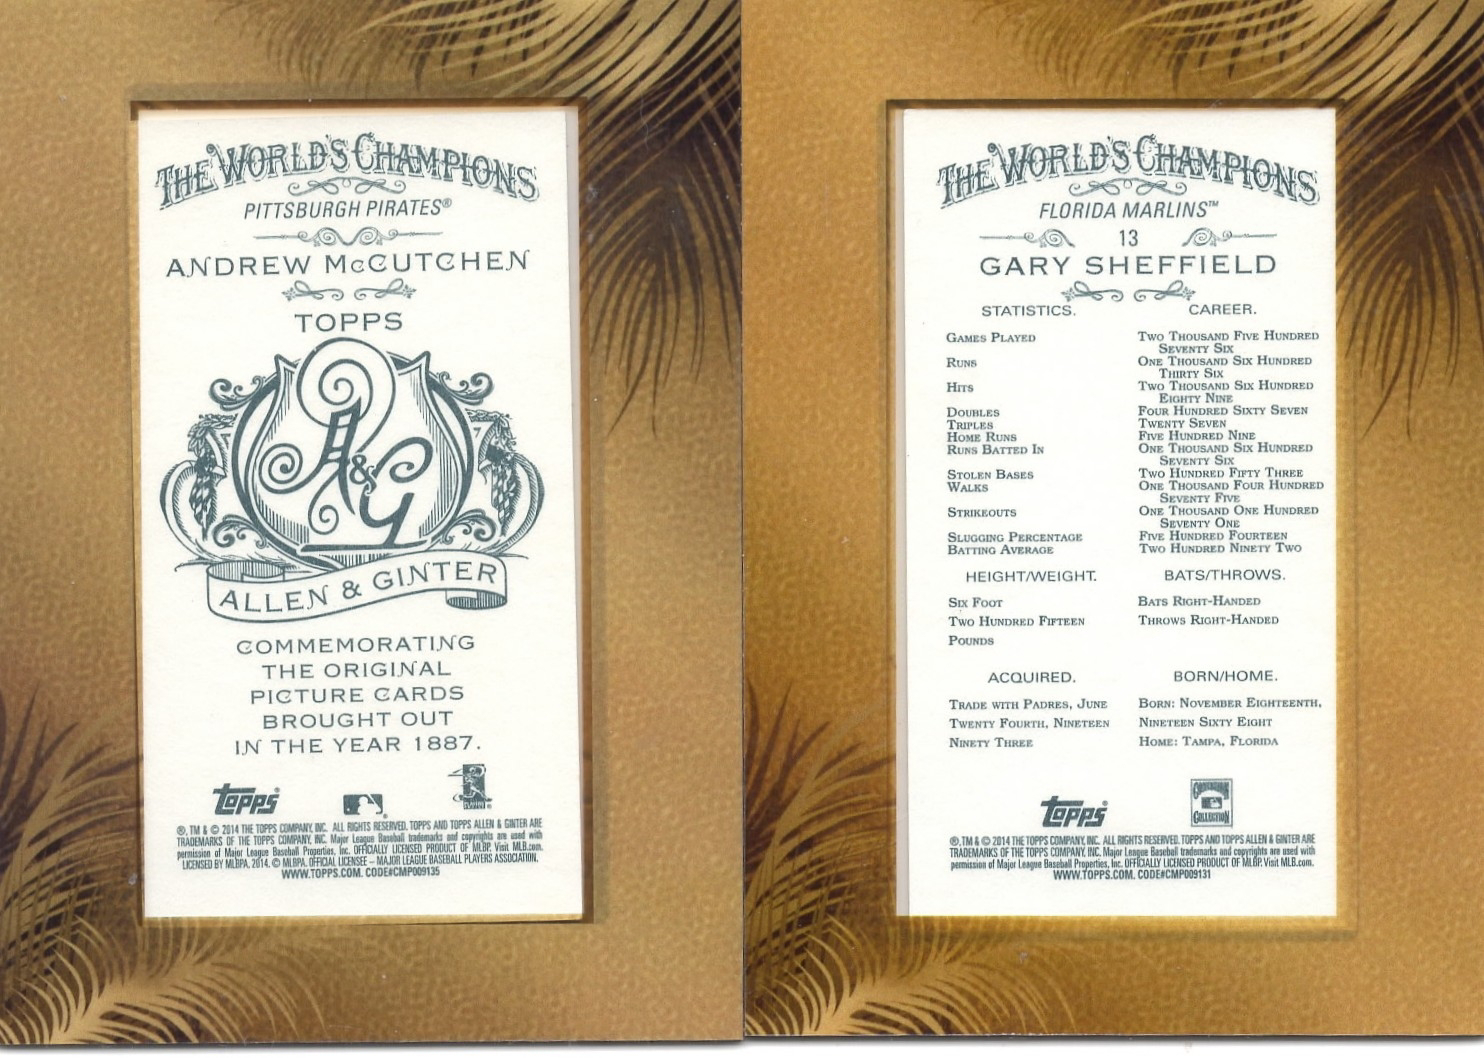 THE WORLD'S CHAMPIONS
PITTSBURGH PIRATES®
ANDREW McCUTCHEN
TOPPS
A&G
ALLEN & GINTER
COMMEMORATING
THE ORIGINAL
PICTURE CARDS
BROUGHT OUT
IN THE YEAR 1887.
Topps
®, TM & © 2014 THE TOPPS COMPANY, INC. ALL RIGHTS RESERVED. TOPPS AND TOPPS ALLEN & GINTER ARE
TRADEMARKS OF THE TOPPS COMPANY, INC. Major League Baseball trademarks and copyrights are used with
permission of Major League Baseball Properties, Inc. OFFICIALLY LICENSED PRODUCT OF MLBP. Visit MLB.com.
LICENSED BY MLBPA, 2014, © MLBPA. OFFICIAL LICENSEE – MAJOR LEAGUE BASEBALL PLAYERS ASSOCIATION.
WWW.TOPPS.COM. CODE#CMP009135
THE WORLD'S CHAMPIONS
FLORIDA MARLINS™
13
GARY SHEFFIELD
STATISTICS. CAREER.
GAMES PLAYED TWO THOUSAND FIVE HUNDRED
SEVENTY SIX
RUNS ONE THOUSAND SIX HUNDRED
THIRTY SIX
HITS TWO THOUSAND SIX HUNDRED
EIGHTY NINE
DOUBLES FOUR HUNDRED SIXTY SEVEN
TRIPLES TWENTY SEVEN
HOME RUNS FIVE HUNDRED NINE
RUNS BATTED IN ONE THOUSAND SIX HUNDRED
SEVENTY SIX
STOLEN BASES TWO HUNDRED FIFTY THREE
WALKS ONE THOUSAND FOUR HUNDRED
SEVENTY FIVE
STRIKEOUTS ONE THOUSAND ONE HUNDRED
SEVENTY ONE
SLUGGING PERCENTAGE FIVE HUNDRED FOURTEEN
BATTING AVERAGE TWO HUNDRED NINETY TWO
HEIGHT/WEIGHT. BATS/THROWS.
SIX FOOT BATS RIGHT-HANDED
TWO HUNDRED FIFTEEN THROWS RIGHT-HANDED
POUNDS
ACQUIRED. BORN/HOME.
TRADE WITH PADRES, JUNE BORN: NOVEMBER EIGHTEENTH,
TWENTY FOURTH, NINETEEN NINETEEN SIXTY EIGHT
NINETY THREE HOME: TAMPA, FLORIDA
Topps
COOPERSTOWN
COLLECTION
®, TM & © 2014 THE TOPPS COMPANY, INC. ALL RIGHTS RESERVED. TOPPS AND TOPPS ALLEN & GINTER ARE
TRADEMARKS OF THE TOPPS COMPANY, INC. Major League Baseball trademarks and copyrights are used with
permission of Major League Baseball Properties, Inc. OFFICIALLY LICENSED PRODUCT OF MLBP. Visit MLB.com.
WWW.TOPPS.COM. CODE#CMP009131